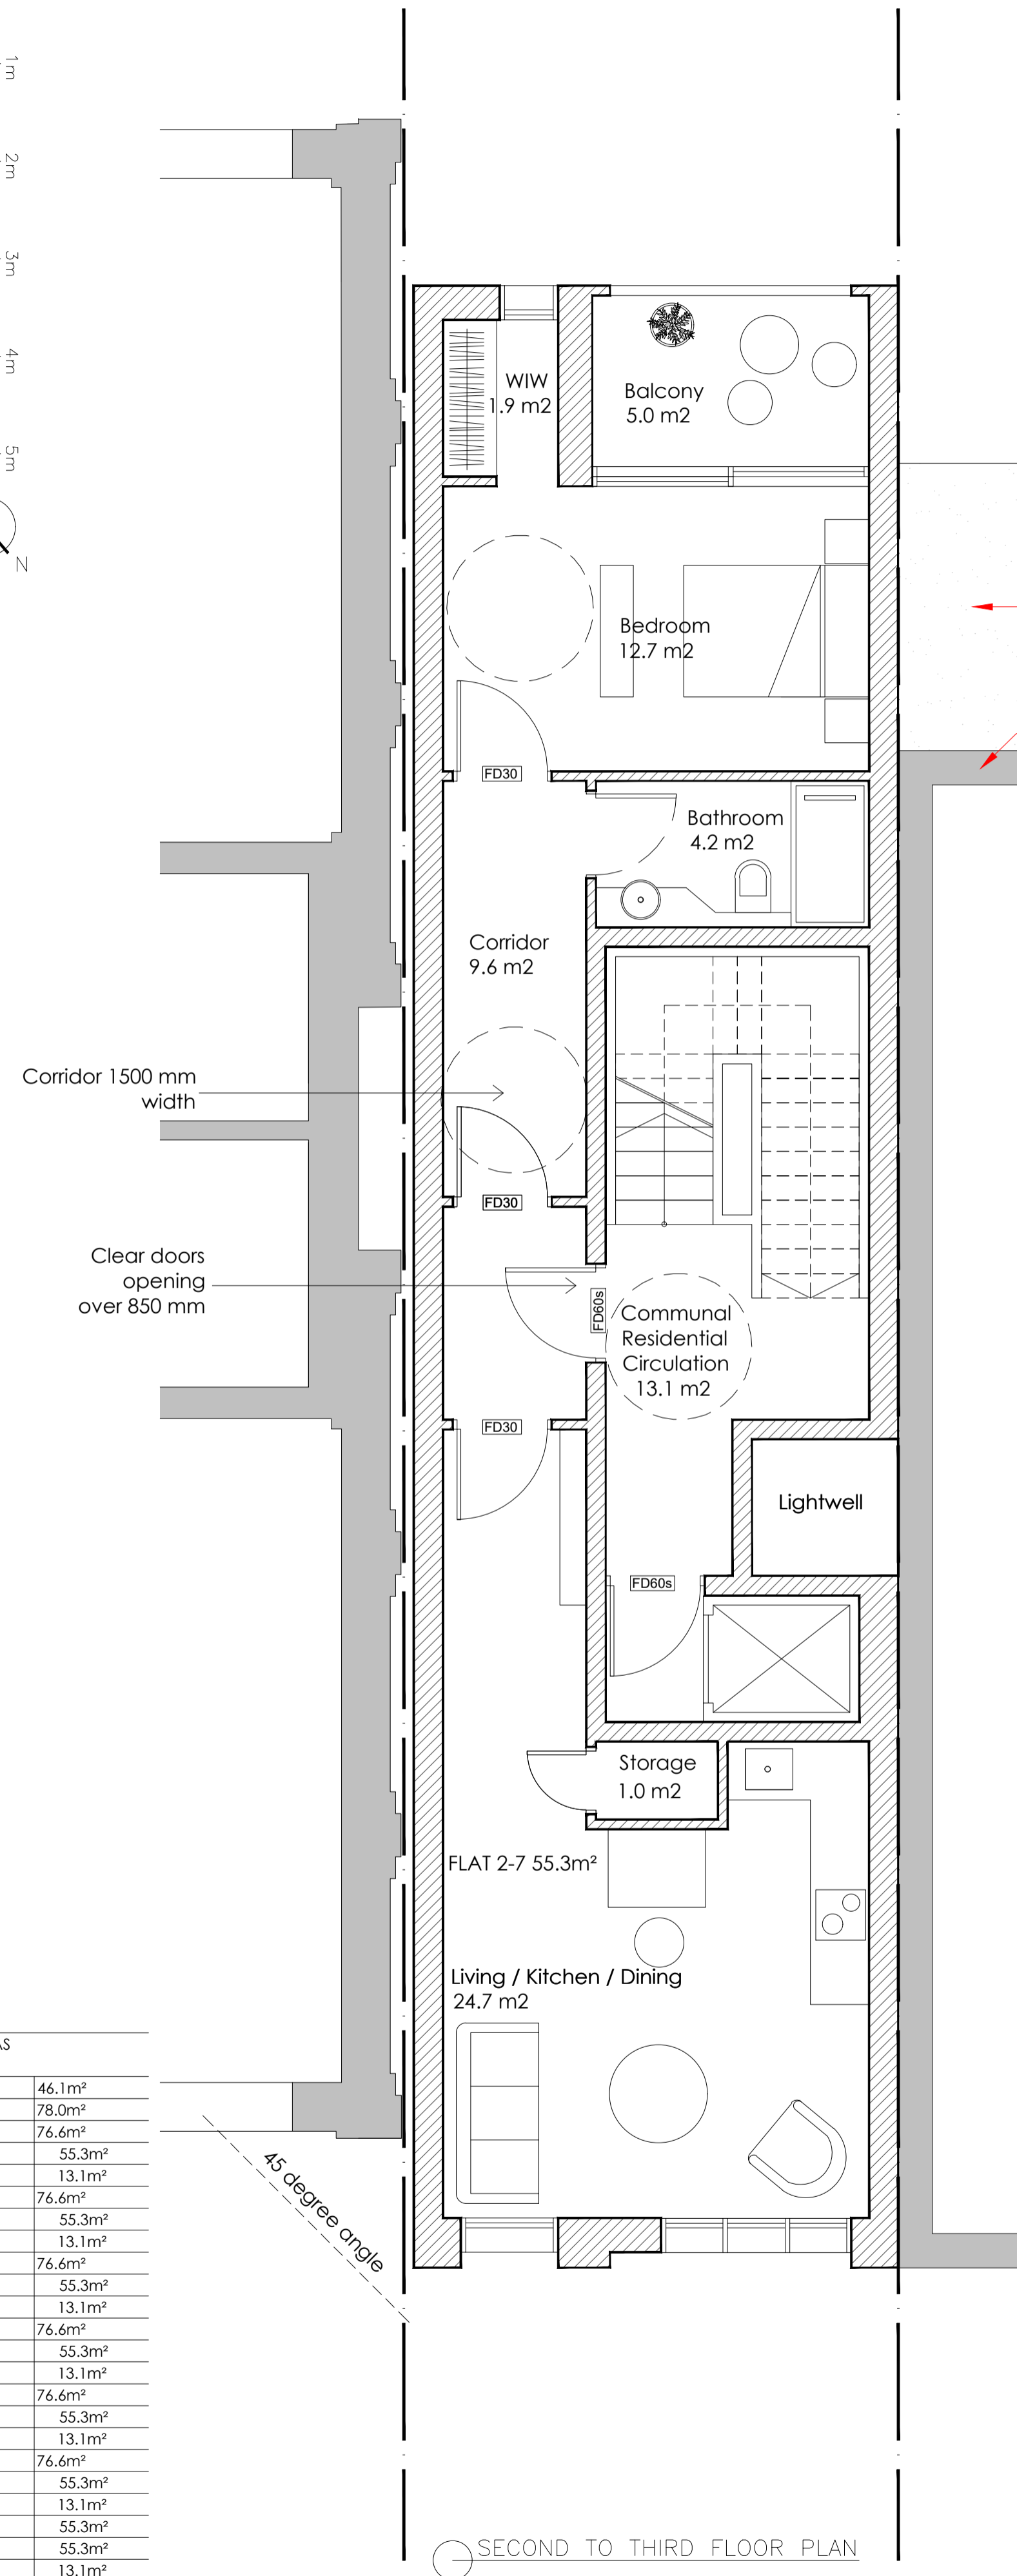 1m
2m
3m
4m
5m
N
WIW
1.9 m2
Balcony
5.0 m2
Bedroom
12.7 m2
FD30
Bathroom
4.2 m2
Corridor
9.6 m2
Corridor 1500 mm
width
FD30
Clear doors
opening
over 850 mm
FD60s
Communal
Residential
Circulation
13.1 m2
FD30
Lightwell
FD60s
Storage
1.0 m2
FLAT 2-7 55.3m²
Living / Kitchen / Dining
24.7 m2
45 degree angle
46.1m²
78.0m²
76.6m²
55.3m²
13.1m²
76.6m²
55.3m²
13.1m²
76.6m²
55.3m²
13.1m²
76.6m²
55.3m²
13.1m²
76.6m²
55.3m²
13.1m²
76.6m²
55.3m²
13.1m²
55.3m²
55.3m²
13.1m²
SECOND TO THIRD FLOOR PLAN